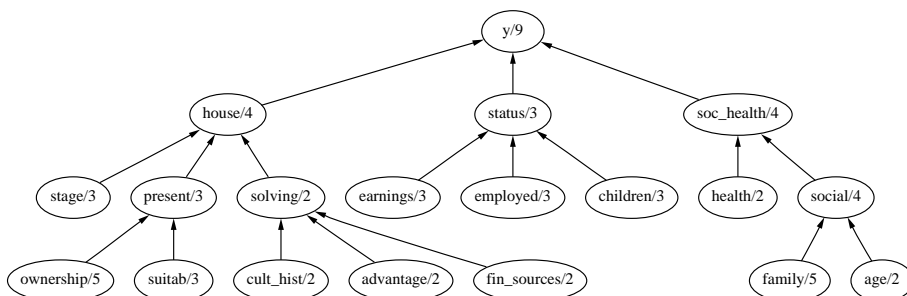 y/9
house/4 status/3 soc_health/4
stage/3 present/3 solving/2 earnings/3 employed/3 children/3 health/2 social/4
ownership/5 suitab/3 cult_hist/2 advantage/2 fin_sources/2 family/5 age/2